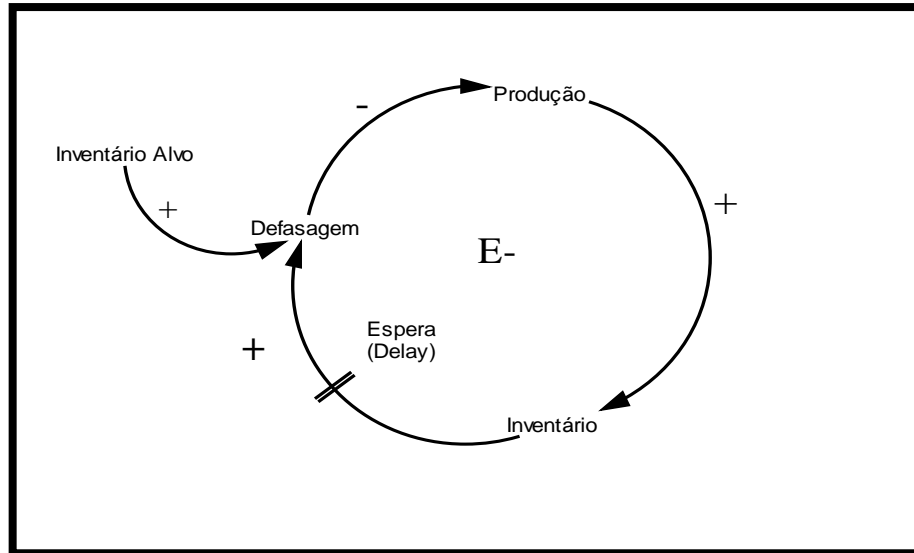 -
Produção
Inventário Alvo
+
+
Defasagem
E-
Espera
(Delay)
+
Inventário